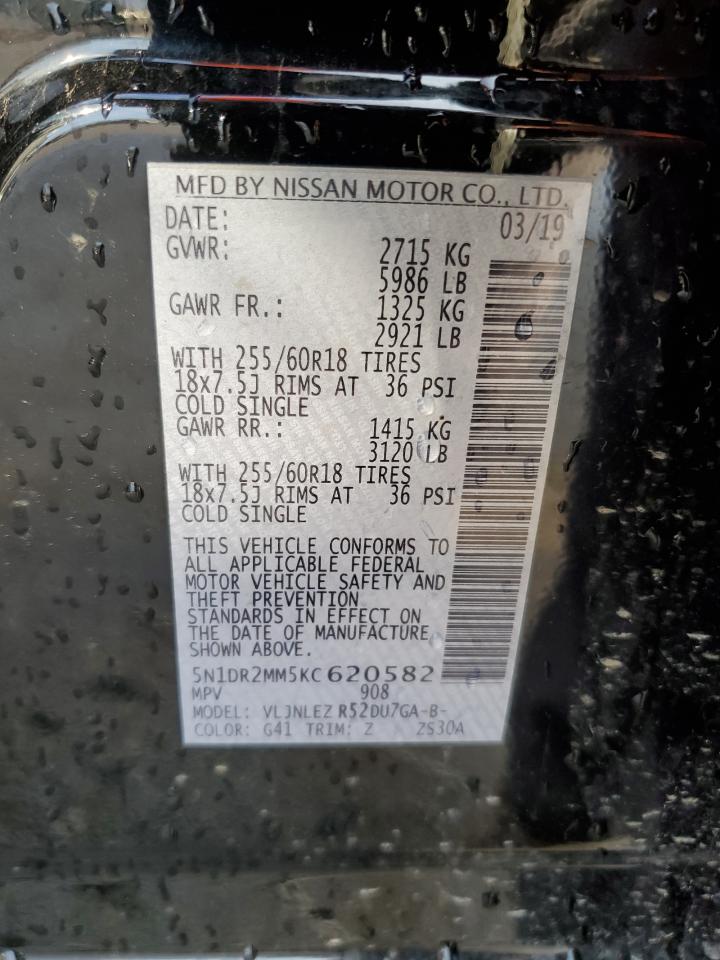 MFD BY NISSAN MOTOR CO., LTD.
DATE: 03/19
GVWR: 2715 KG
5986 LB
GAWR FR.: 1325 KG
2921 LB
WITH 255/60R18 TIRES
18x7.5J RIMS AT 36 PSI
COLD SINGLE
GAWR RR.: 1415 KG
3120 LB
WITH 255/60R18 TIRES
18x7.5J RIMS AT 36 PSI
COLD SINGLE
THIS VEHICLE CONFORMS TO
ALL APPLICABLE FEDERAL
MOTOR VEHICLE SAFETY AND
THEFT PREVENTION
STANDARDS IN EFFECT ON
THE DATE OF MANUFACTURE
SHOWN ABOVE.
5N1DR2MM5KC620582
MPV 908
MODEL: VLJNLEZ R52DU7GA-B-
COLOR: G41 TRIM: Z ZS30A